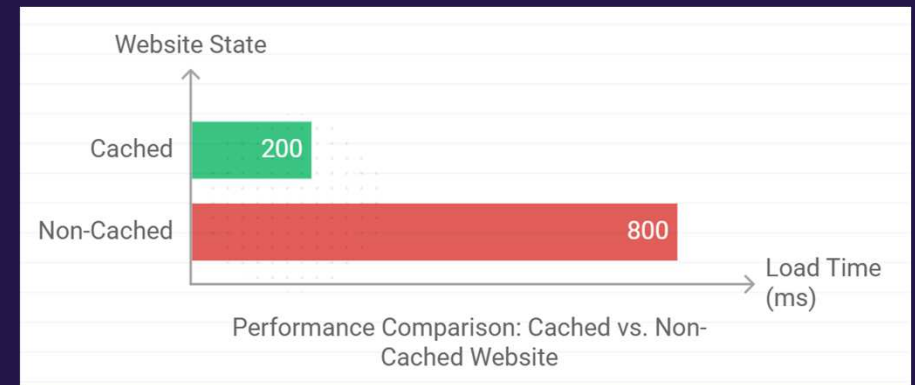 Website State
Cached
200
Non-Cached
800
Load Time
(ms)
Performance Comparison: Cached vs. Non-
Cached Website